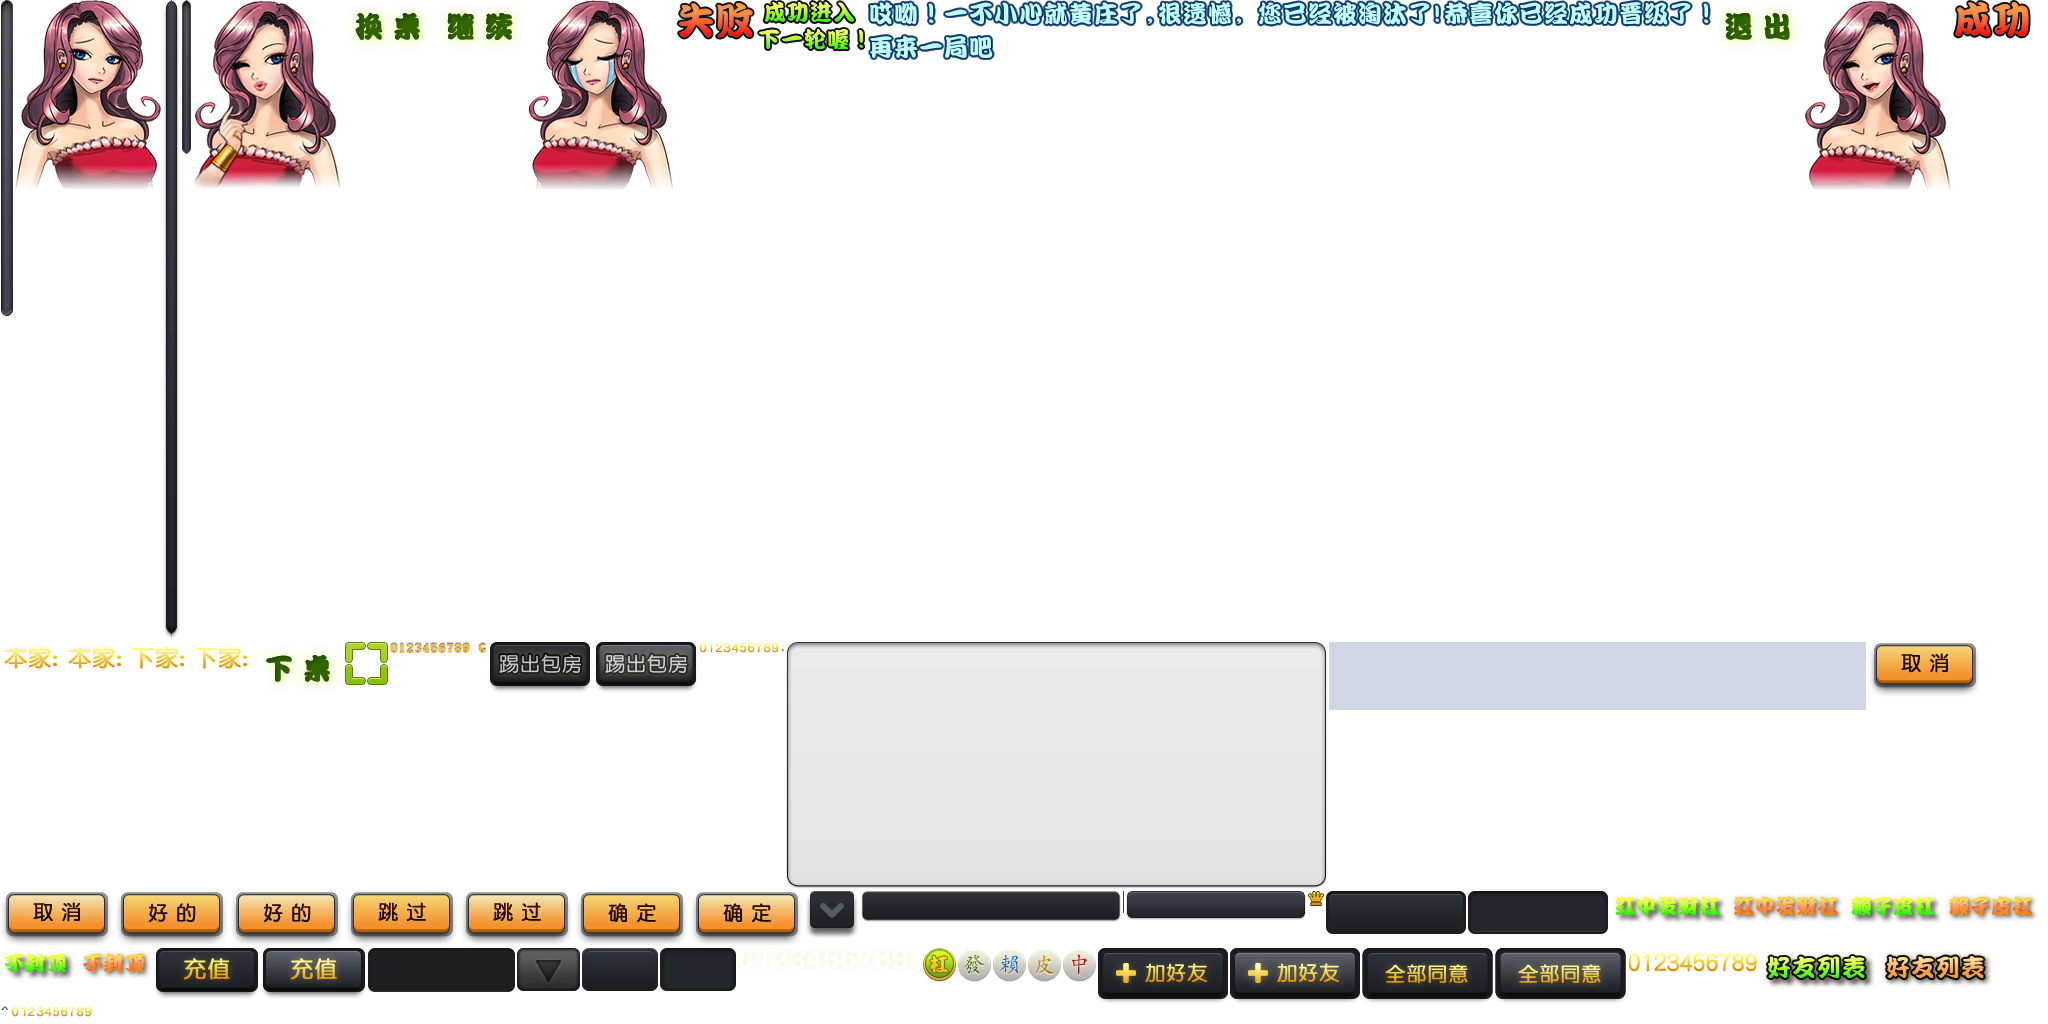 换桌 继续
失败
成功进入
下一轮喔！
哎呦！一不小心就黄庄了，
再来一局吧
很遗憾，您已经被淘汰了!
恭喜你已经成功晋级了！
退出
成功
本家: 本家: 下家: 下家:
下桌
0123456789 G
踢出包房
踢出包房
0123456789:
取消
取消
好的
好的
跳过
跳过
确定
确定
红中发财杠
红中发财杠
赖子皮杠
赖子皮杠
不封顶
不封顶
充值
充值
0123456789
杠 發 賴 皮 中
+ 加好友
+ 加好友
全部同意
全部同意
0123456789
好友列表
好友列表
^ 0123456789